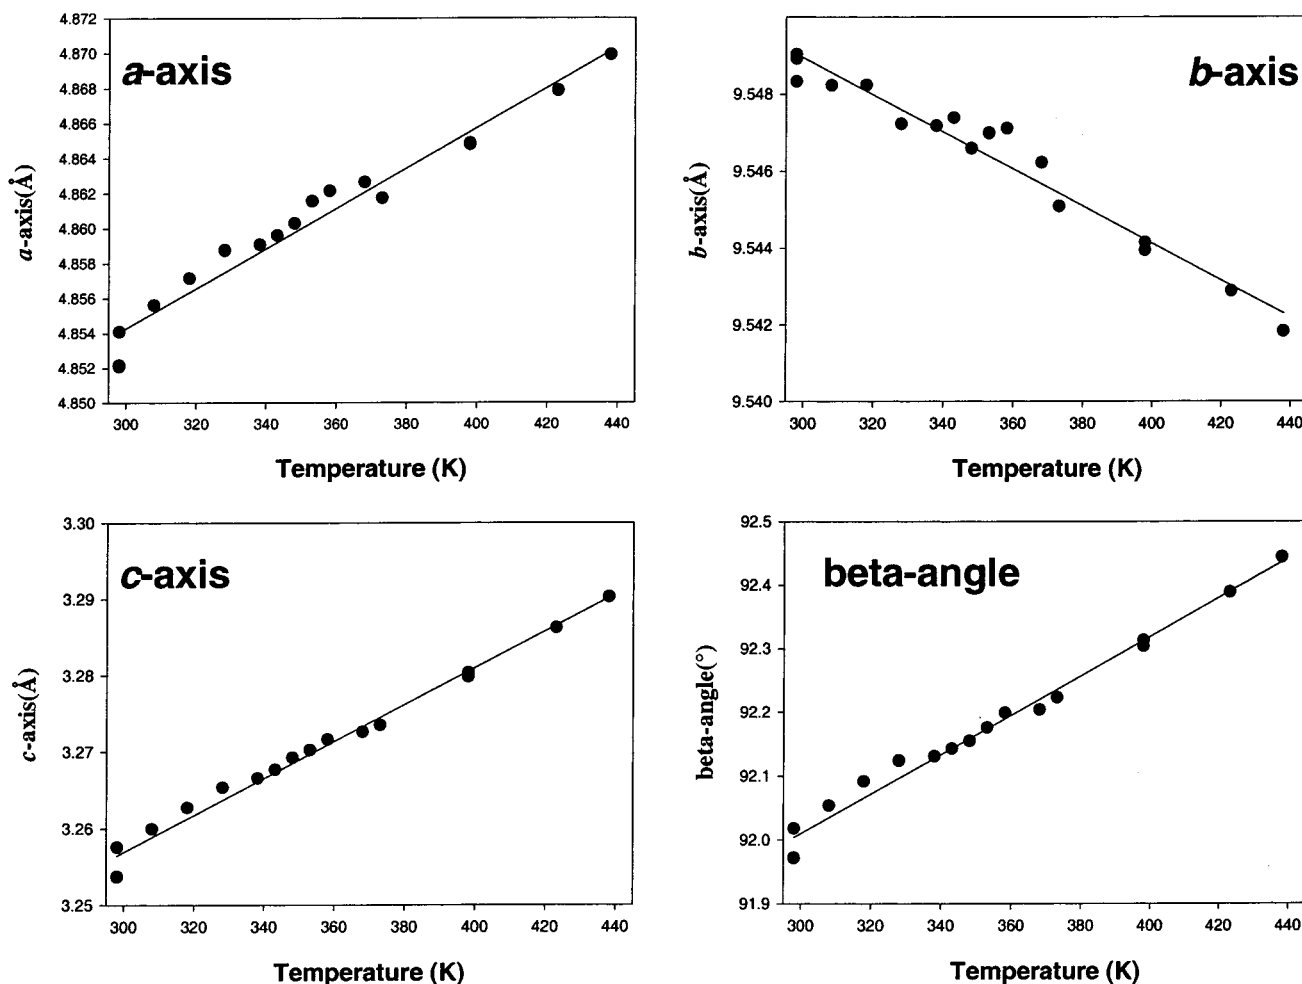 a-axis
a-axis(Å)
4.872
4.870
4.868
4.866
4.864
4.862
4.860
4.858
4.856
4.854
4.852
4.850
300 320 340 360 380 400 420 440
Temperature (K)
b-axis
b-axis(Å)
9.548
9.546
9.544
9.542
9.540
300 320 340 360 380 400 420 440
Temperature (K)
c-axis
c-axis(Å)
3.30
3.29
3.28
3.27
3.26
3.25
300 320 340 360 380 400 420 440
Temperature (K)
beta-angle
beta-angle(°)
92.5
92.4
92.3
92.2
92.1
92.0
91.9
300 320 340 360 380 400 420 440
Temperature (K)